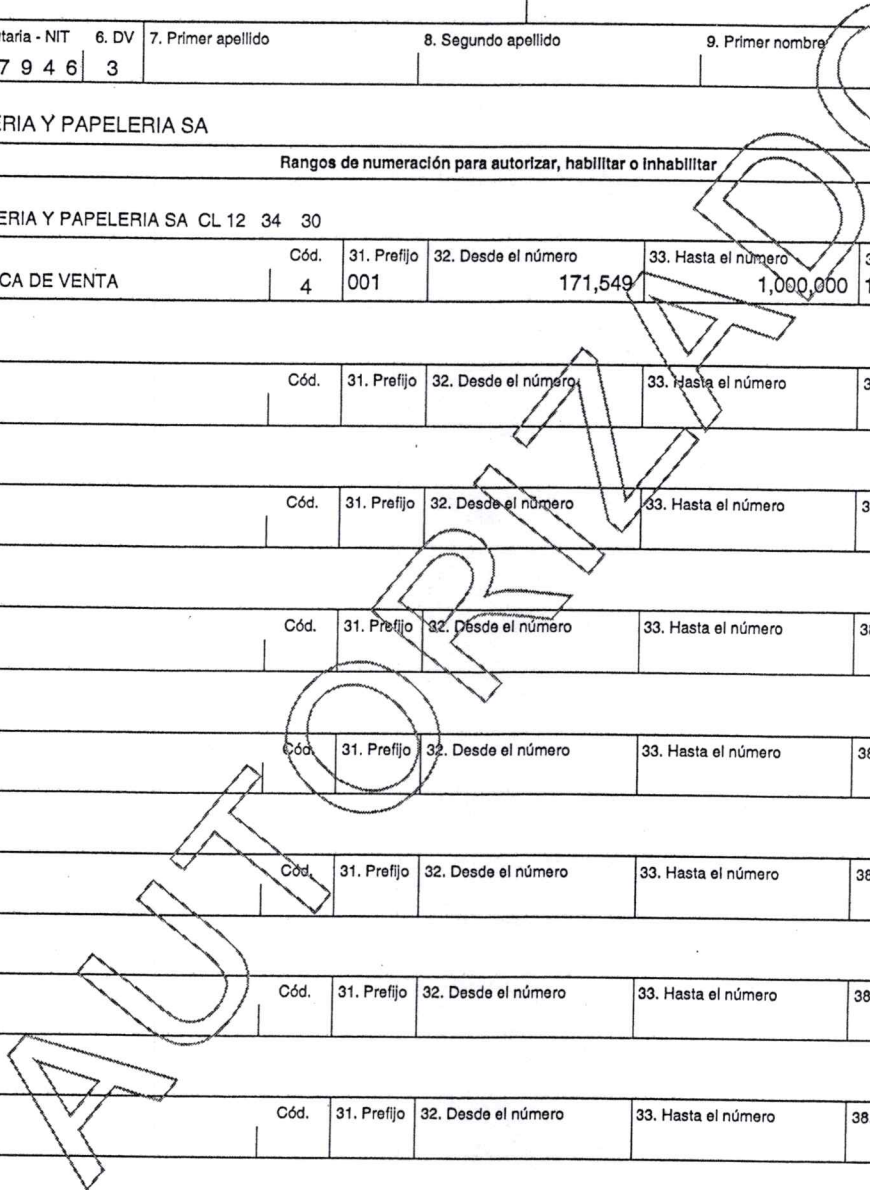 taria - NIT 6. DV 7. Primer apellido 8. Segundo apellido 9. Primer nombre
7 9 4 6 3
ERIA Y PAPELERIA SA
Rangos de numeración para autorizar, habilitar o inhabilitar
ERIA Y PAPELERIA SA CL 12 34 30
Cód. 31. Prefijo 32. Desde el número 33. Hasta el número
CA DE VENTA 4 001 171,549 1,000,000 1
Cód. 31. Prefijo 32. Desde el número 33. Hasta el número 3
Cód. 31. Prefijo 32. Desde el número 33. Hasta el número 3
Cód. 31. Prefijo 32. Desde el número 33. Hasta el número 38
Cód. 31. Prefijo 32. Desde el número 33. Hasta el número 38
Cód. 31. Prefijo 32. Desde el número 33. Hasta el número 38
Cód. 31. Prefijo 32. Desde el número 33. Hasta el número 38
Cód. 31. Prefijo 32. Desde el número 33. Hasta el número 38
AUTORIZADO